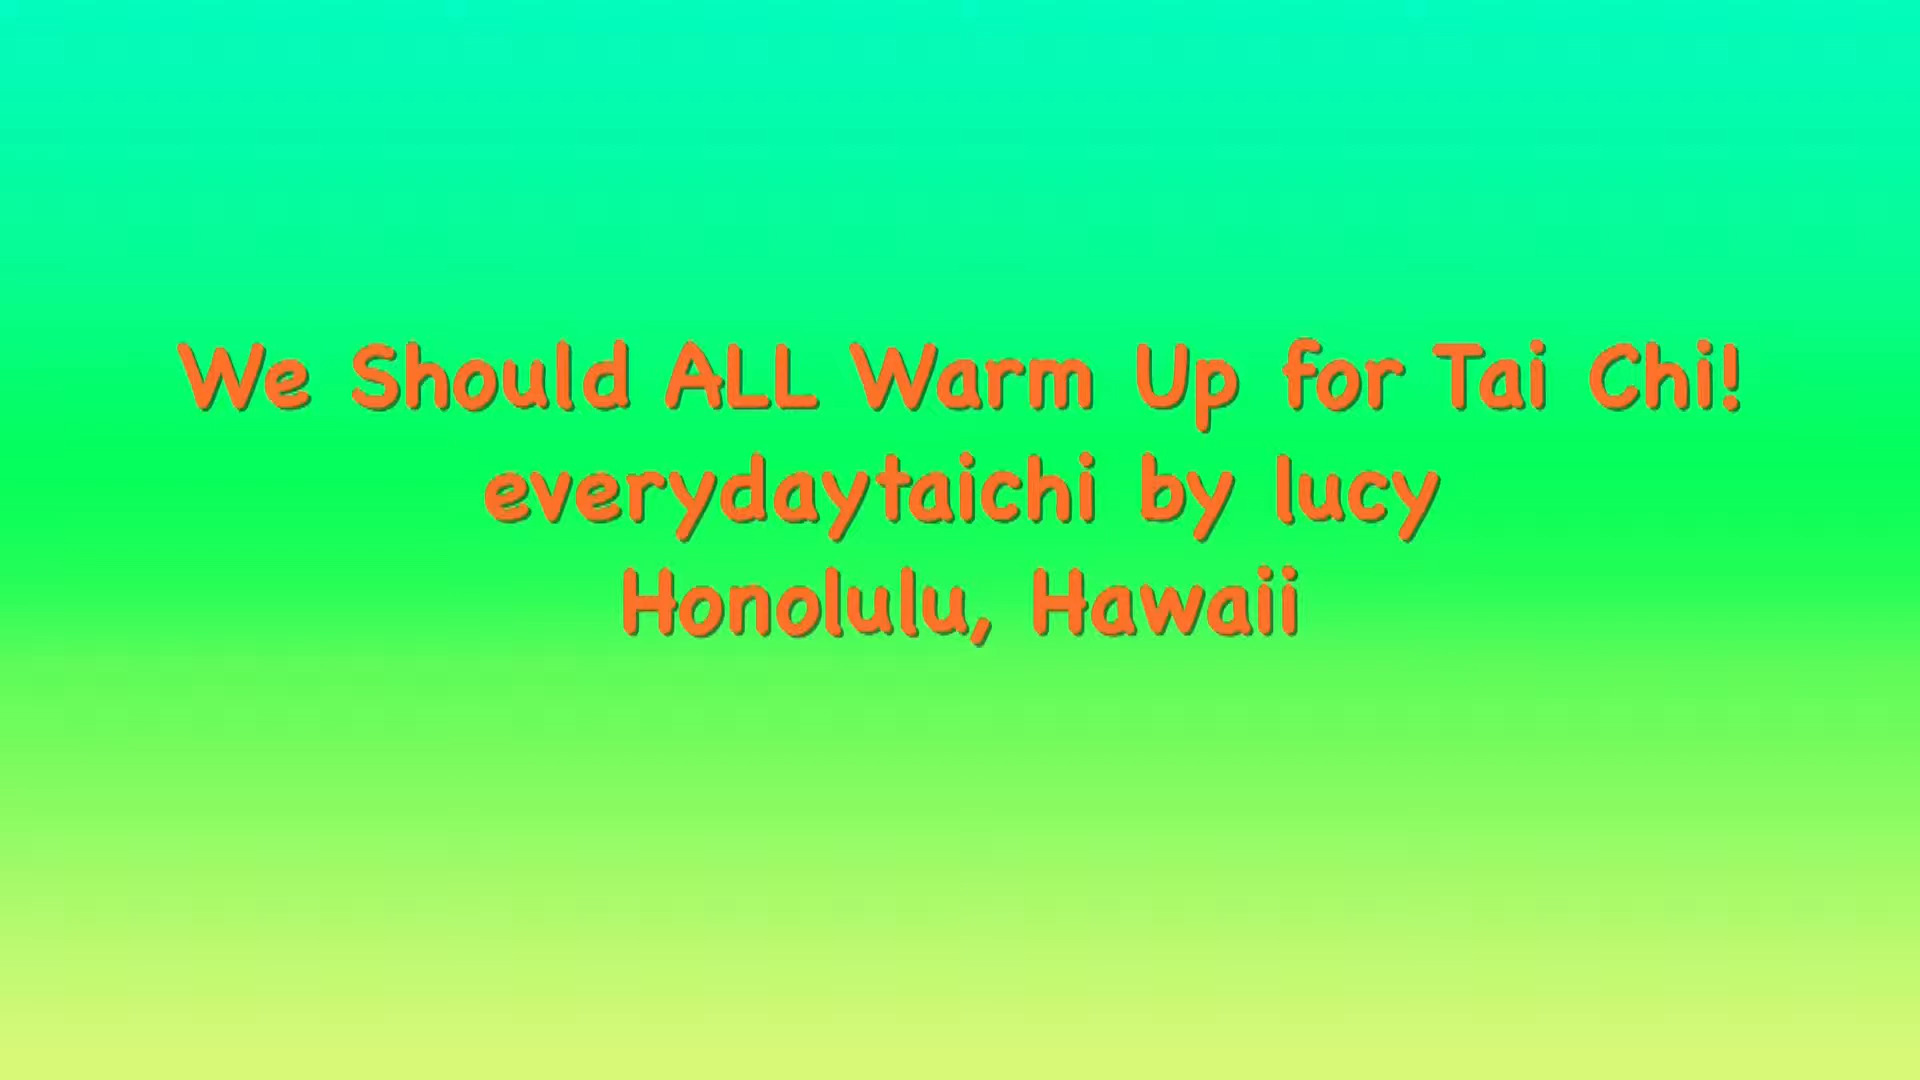 We Should ALL Warm Up for Tai Chi!
everydaytaichi by lucy
Honolulu, Hawaii